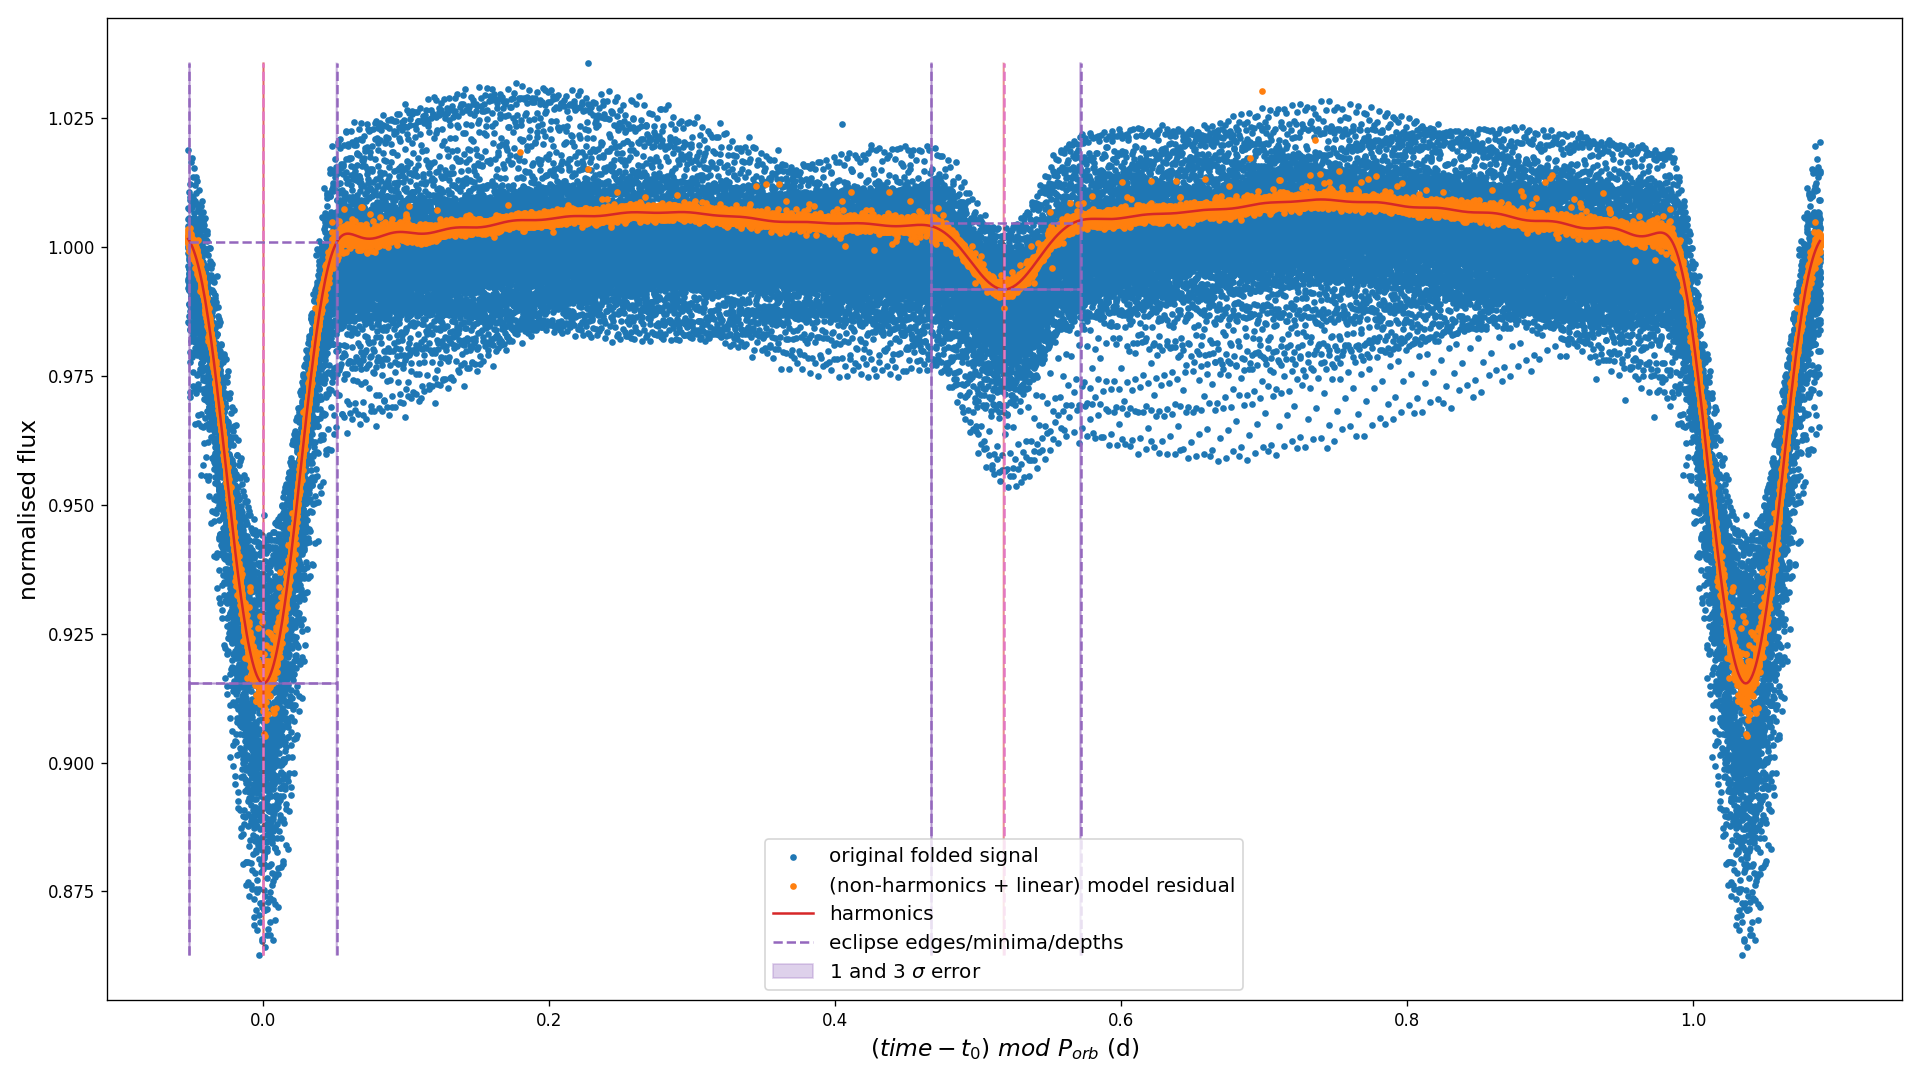 normalised flux
1.025
1.000
0.975
0.950
0.925
0.900
0.875
original folded signal
(non-harmonics + linear) model residual
harmonics
eclipse edges/minima/depths
1 and 3 σ error
0.0 0.2 0.4 0.6 0.8 1.0
(time − t₀) mod Pₒᵣb (d)